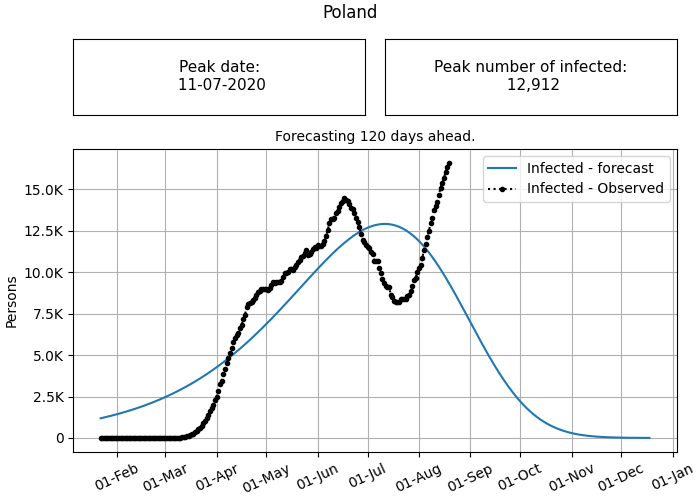 Poland
Peak date:
11-07-2020
Peak number of infected:
12,912
Forecasting 120 days ahead.
Infected - forecast
Infected - Observed
Persons
15.0K
12.5K
10.0K
7.5K
5.0K
2.5K
0
01-Feb 01-Mar 01-Apr 01-May 01-Jun 01-Jul 01-Aug 01-Sep 01-Oct 01-Nov 01-Dec 01-Jan